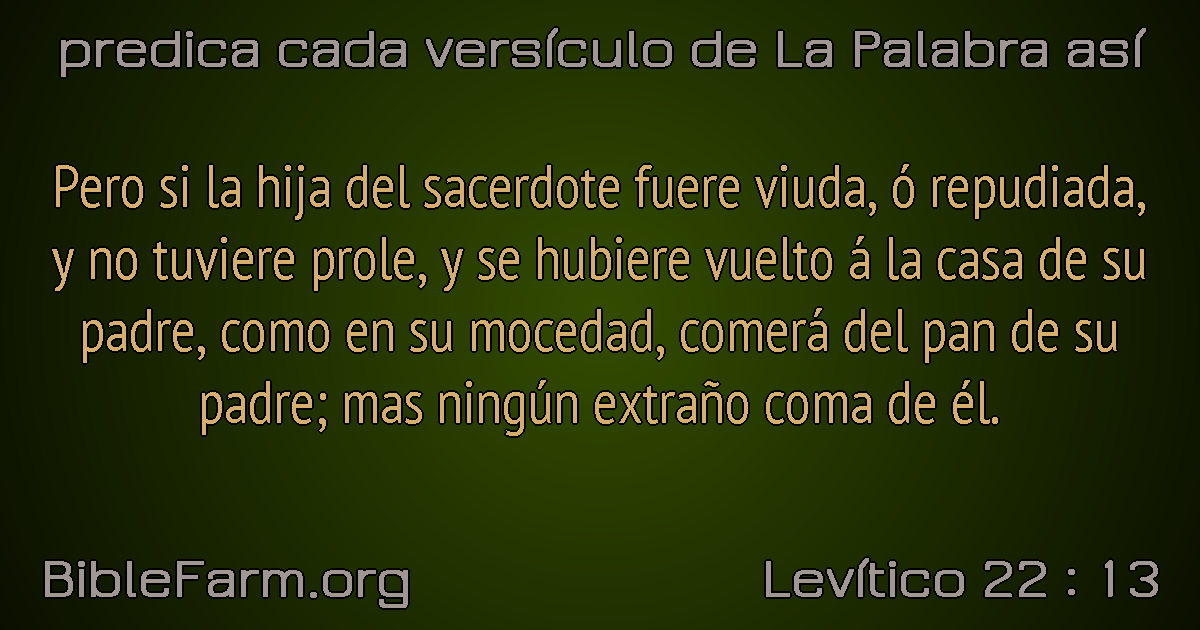 predica cada versículo de La Palabra así
Pero si la hija del sacerdote fuere viuda, ó repudiada,
y no tuviere prole, y se hubiere vuelto á la casa de su
padre, como en su mocedad, comerá del pan de su
padre; mas ningún extraño coma de él.
BibleFarm.org
Levítico 22 : 13